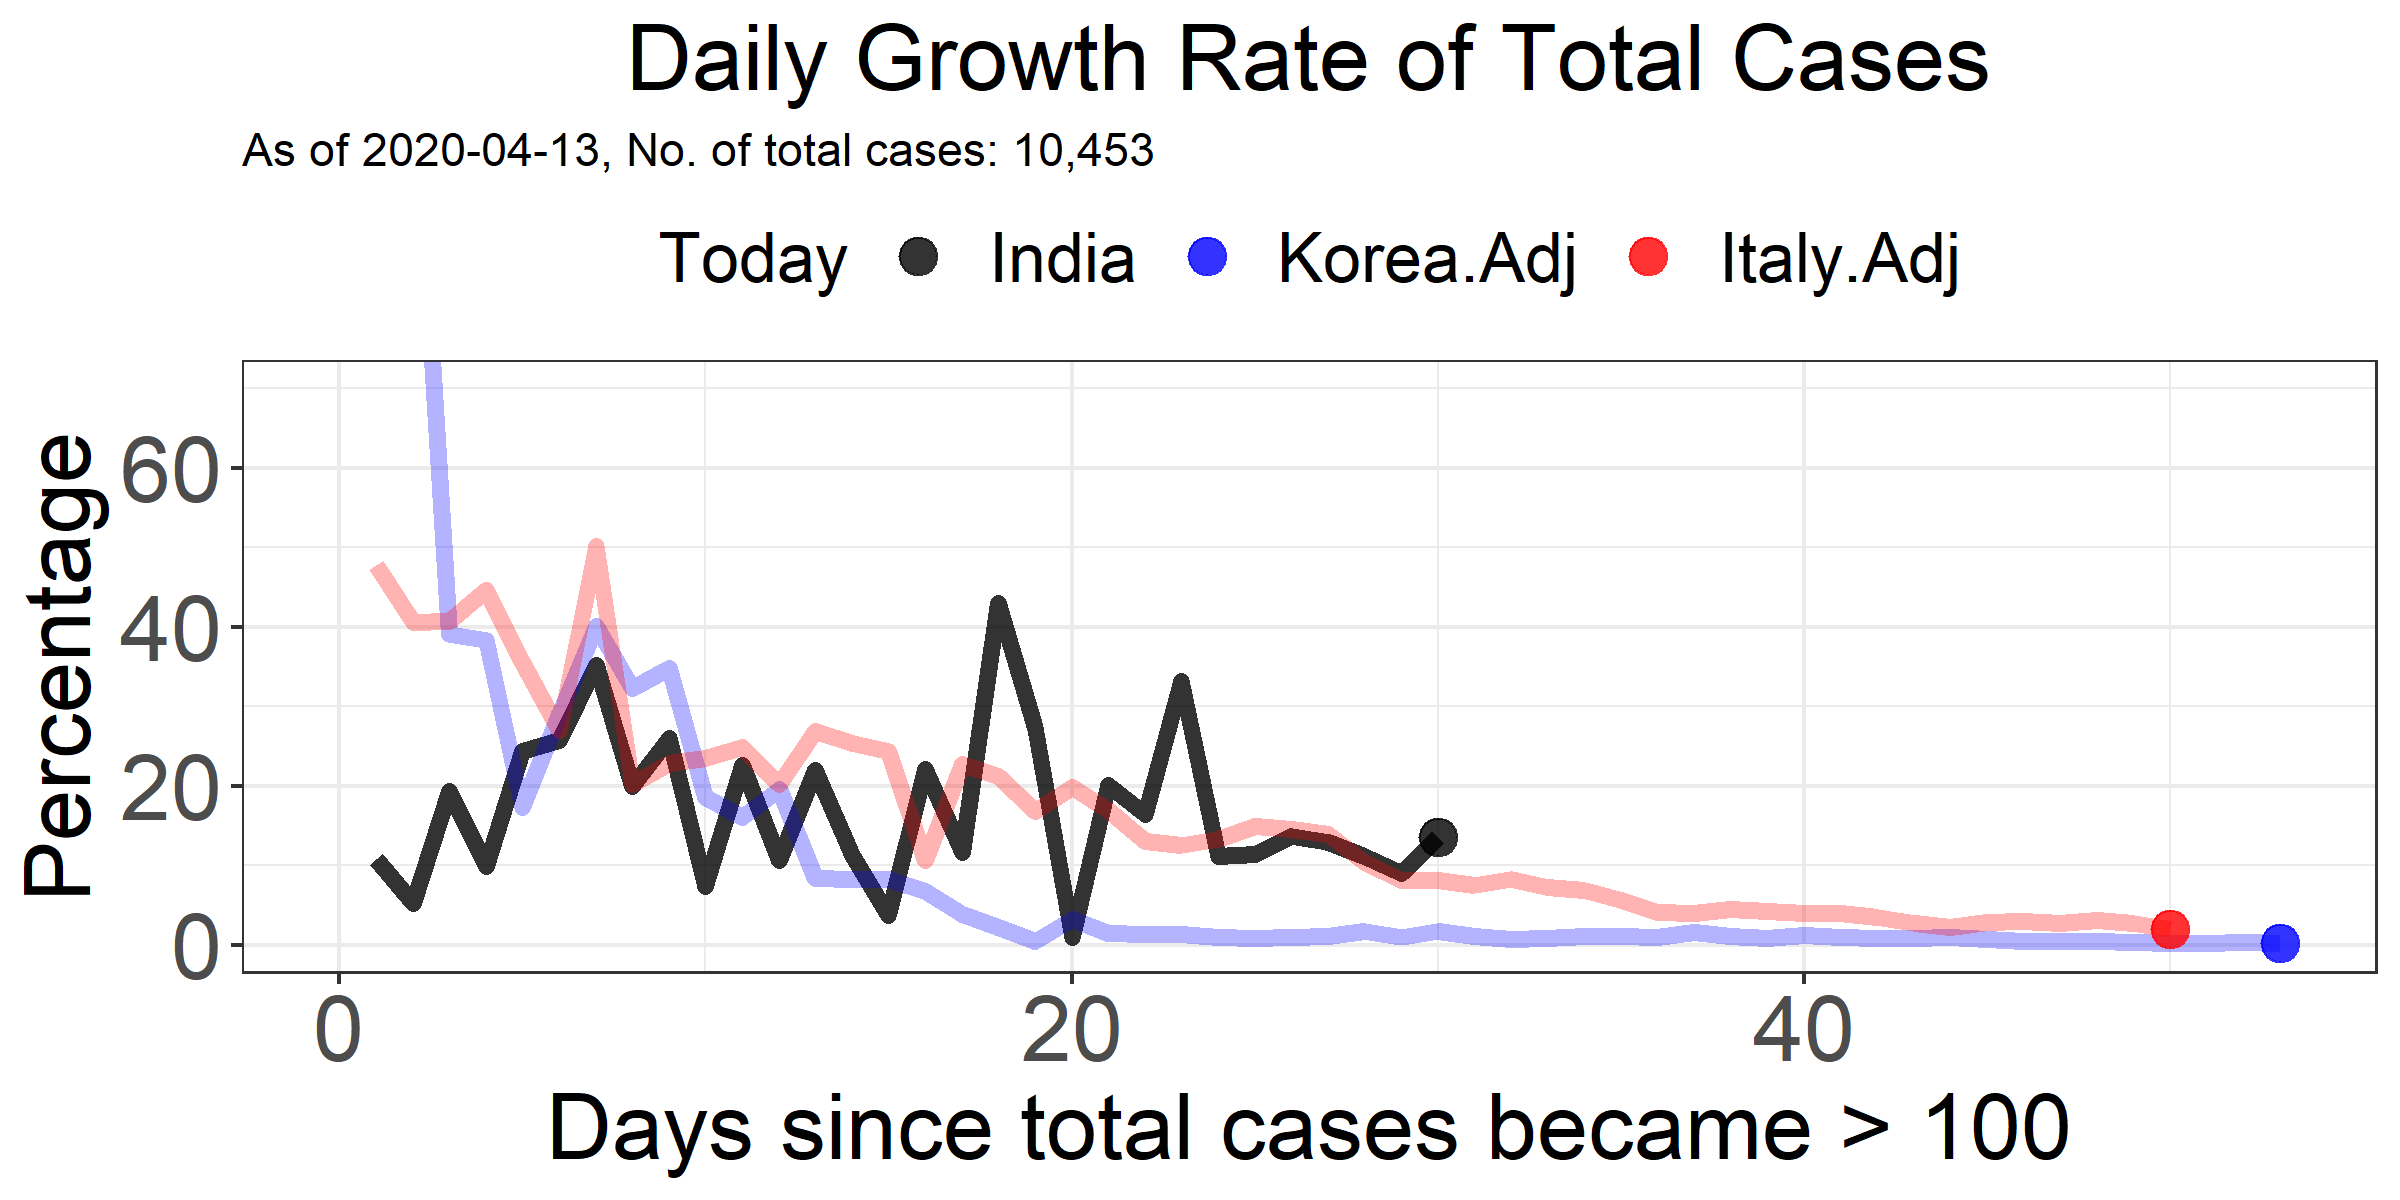 Daily Growth Rate of Total Cases
As of 2020-04-13, No. of total cases: 10,453
Today India Korea.Adj Italy.Adj
Percentage
60
40
20
0
0 20 40
Days since total cases became > 100